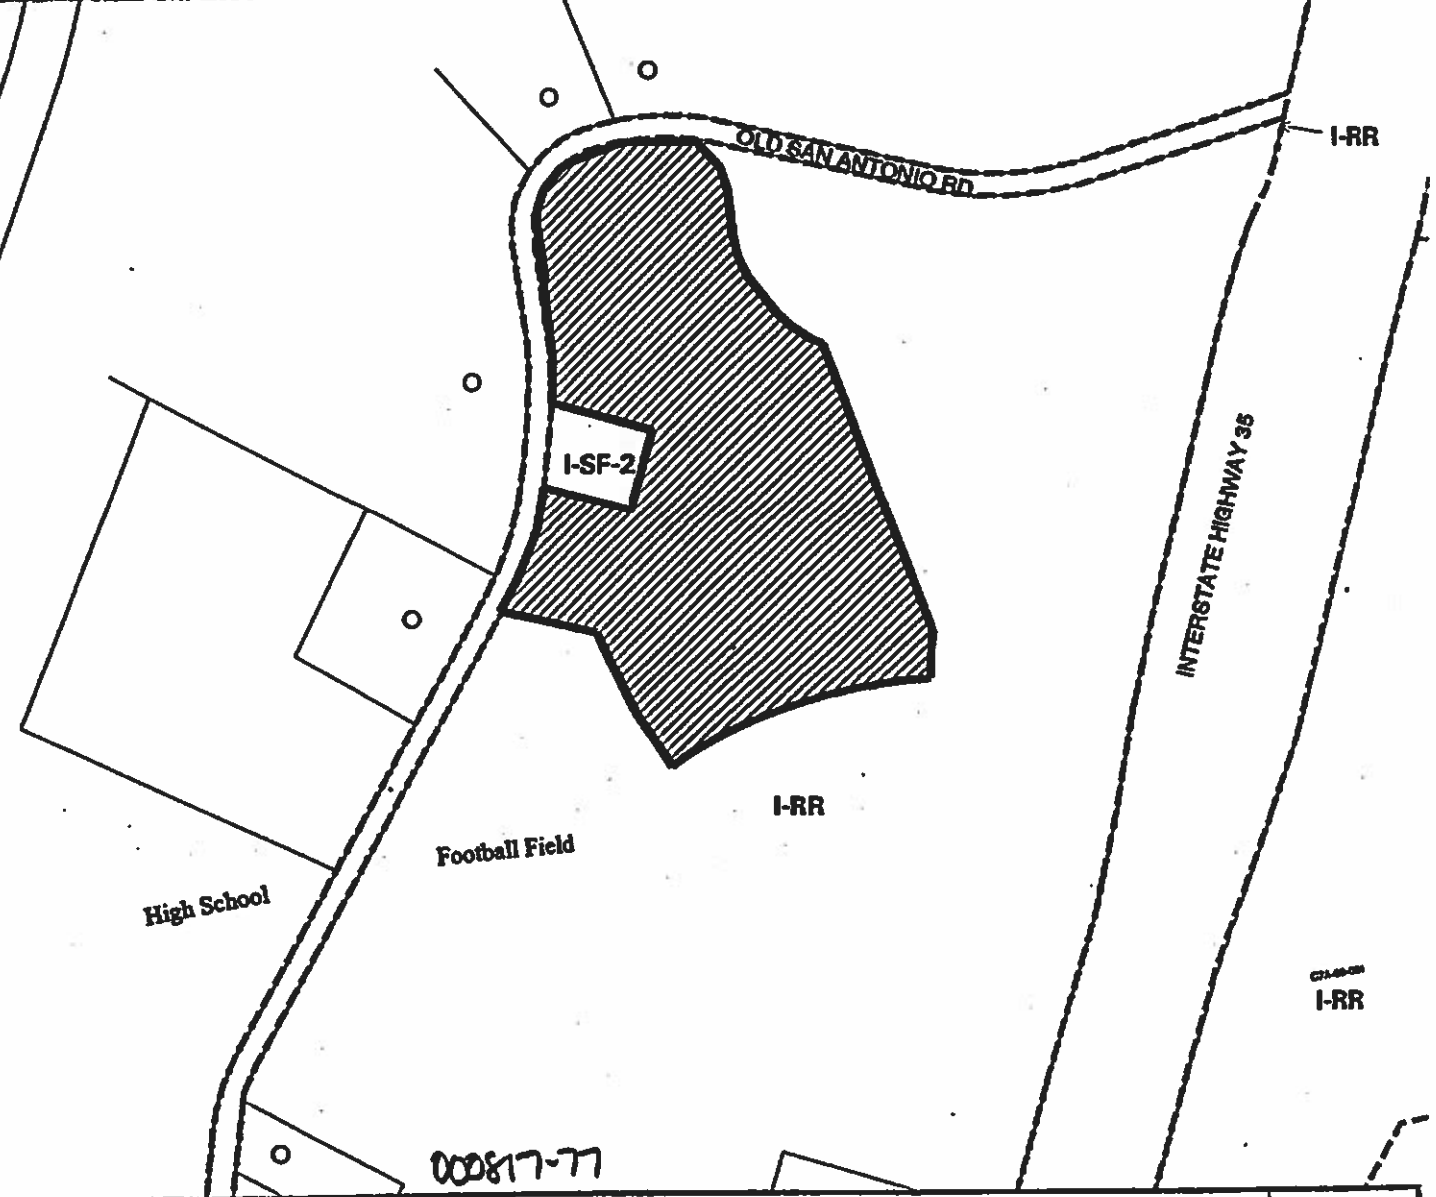 OLD SAN ANTONIO RD
I-RR
I-SF-2
INTERSTATE HIGHWAY 35
I-RR
Football Field
High School
I-RR
000817-77